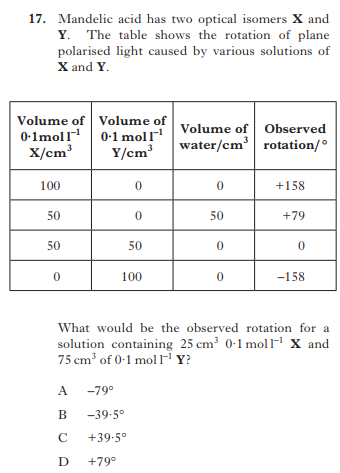 17. Mandelic acid has two optical isomers X and
Y. The table shows the rotation of plane
polarised light caused by various solutions of
X and Y.
Volume of 0·1 mol l⁻¹ X/cm³ Volume of 0·1 mol l⁻¹ Y/cm³ Volume of water/cm³ Observed rotation/°
100 0 0 +158
50 0 50 +79
50 50 0 0
0 100 0 −158
What would be the observed rotation for a
solution containing 25 cm³ 0·1 mol l⁻¹ X and
75 cm³ of 0·1 mol l⁻¹ Y?
A −79°
B −39·5°
C +39·5°
D +79°